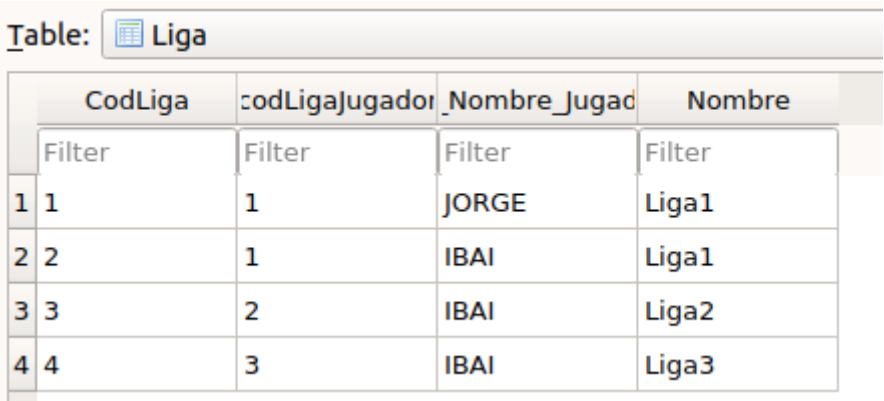 Table: Liga
CodLiga codLigaJugador _Nombre_Jugad Nombre
Filter Filter Filter Filter
1 1 1 JORGE Liga1
2 2 1 IBAI Liga1
3 3 2 IBAI Liga2
4 4 3 IBAI Liga3